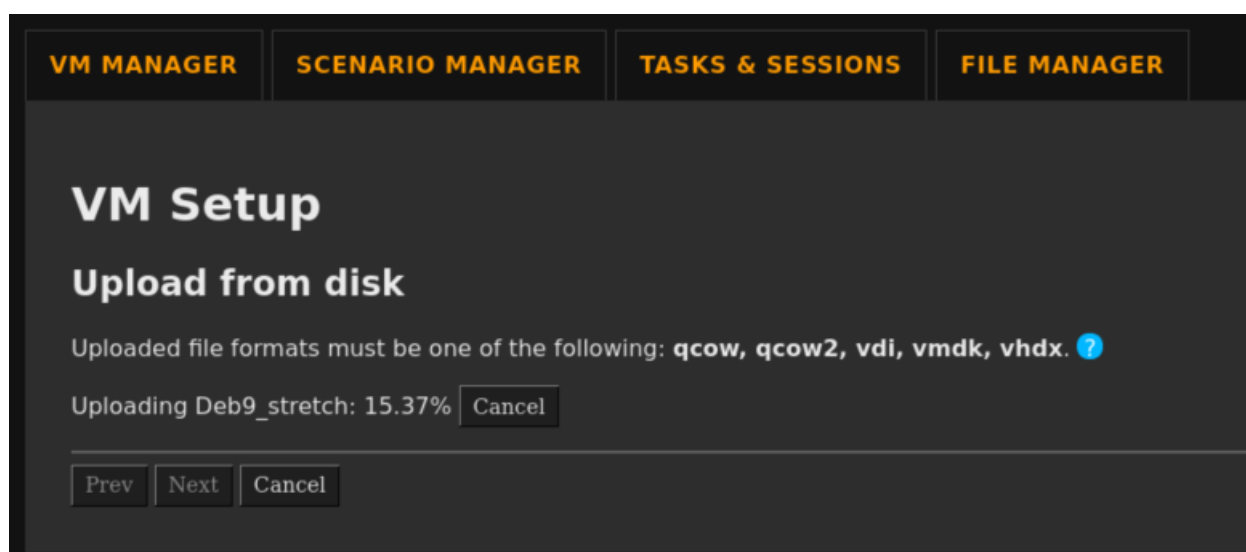 VM MANAGER SCENARIO MANAGER TASKS & SESSIONS FILE MANAGER
VM Setup
Upload from disk
Uploaded file formats must be one of the following: qcow, qcow2, vdi, vmdk, vhdx. ?
Uploading Deb9_stretch: 15.37% Cancel
Prev Next Cancel